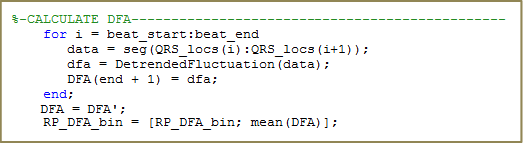 %-CALCULATE DFA-----------------------------------------------
for i = beat_start:beat_end
data = seg(QRS_locs(i):QRS_locs(i+1));
dfa = DetrendedFluctuation(data);
DFA(end + 1) = dfa;
end;
DFA = DFA';
RP_DFA_bin = [RP_DFA_bin; mean(DFA)];